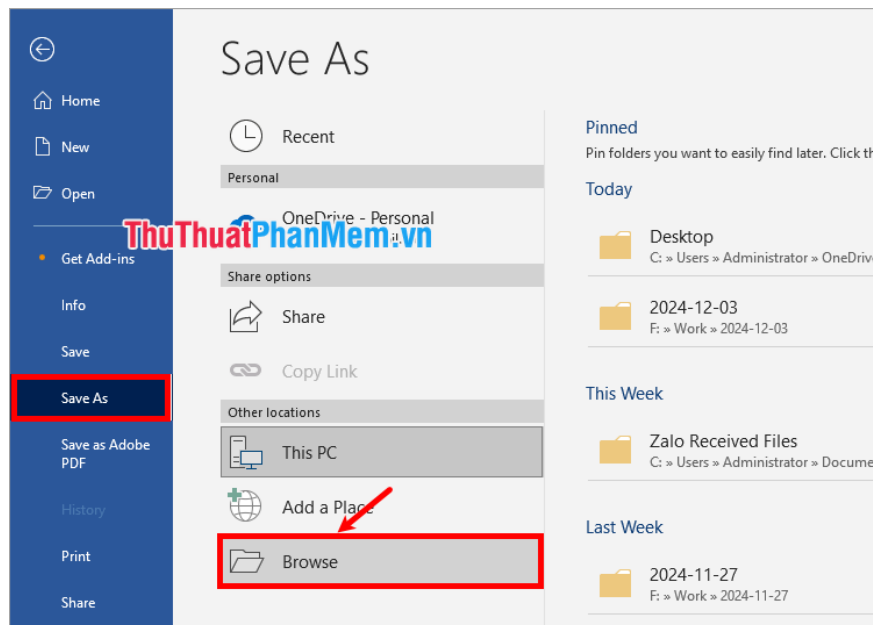 Save As
Home
New
Open
Get Add-ins
Info
Save
Save As
Save as Adobe
PDF
History
Print
Share
Recent
Personal
OneDrive - Personal
ThuThuatPhanMem.vn
Share options
Share
Copy Link
Other locations
This PC
Add a Place
Browse
Pinned
Pin folders you want to easily find later. Click
Today
Desktop
C: » Users » Administrator » OneDrive
2024-12-03
F: » Work » 2024-12-03
This Week
Zalo Received Files
C: » Users » Administrator » Docume
Last Week
2024-11-27
F: » Work » 2024-11-27